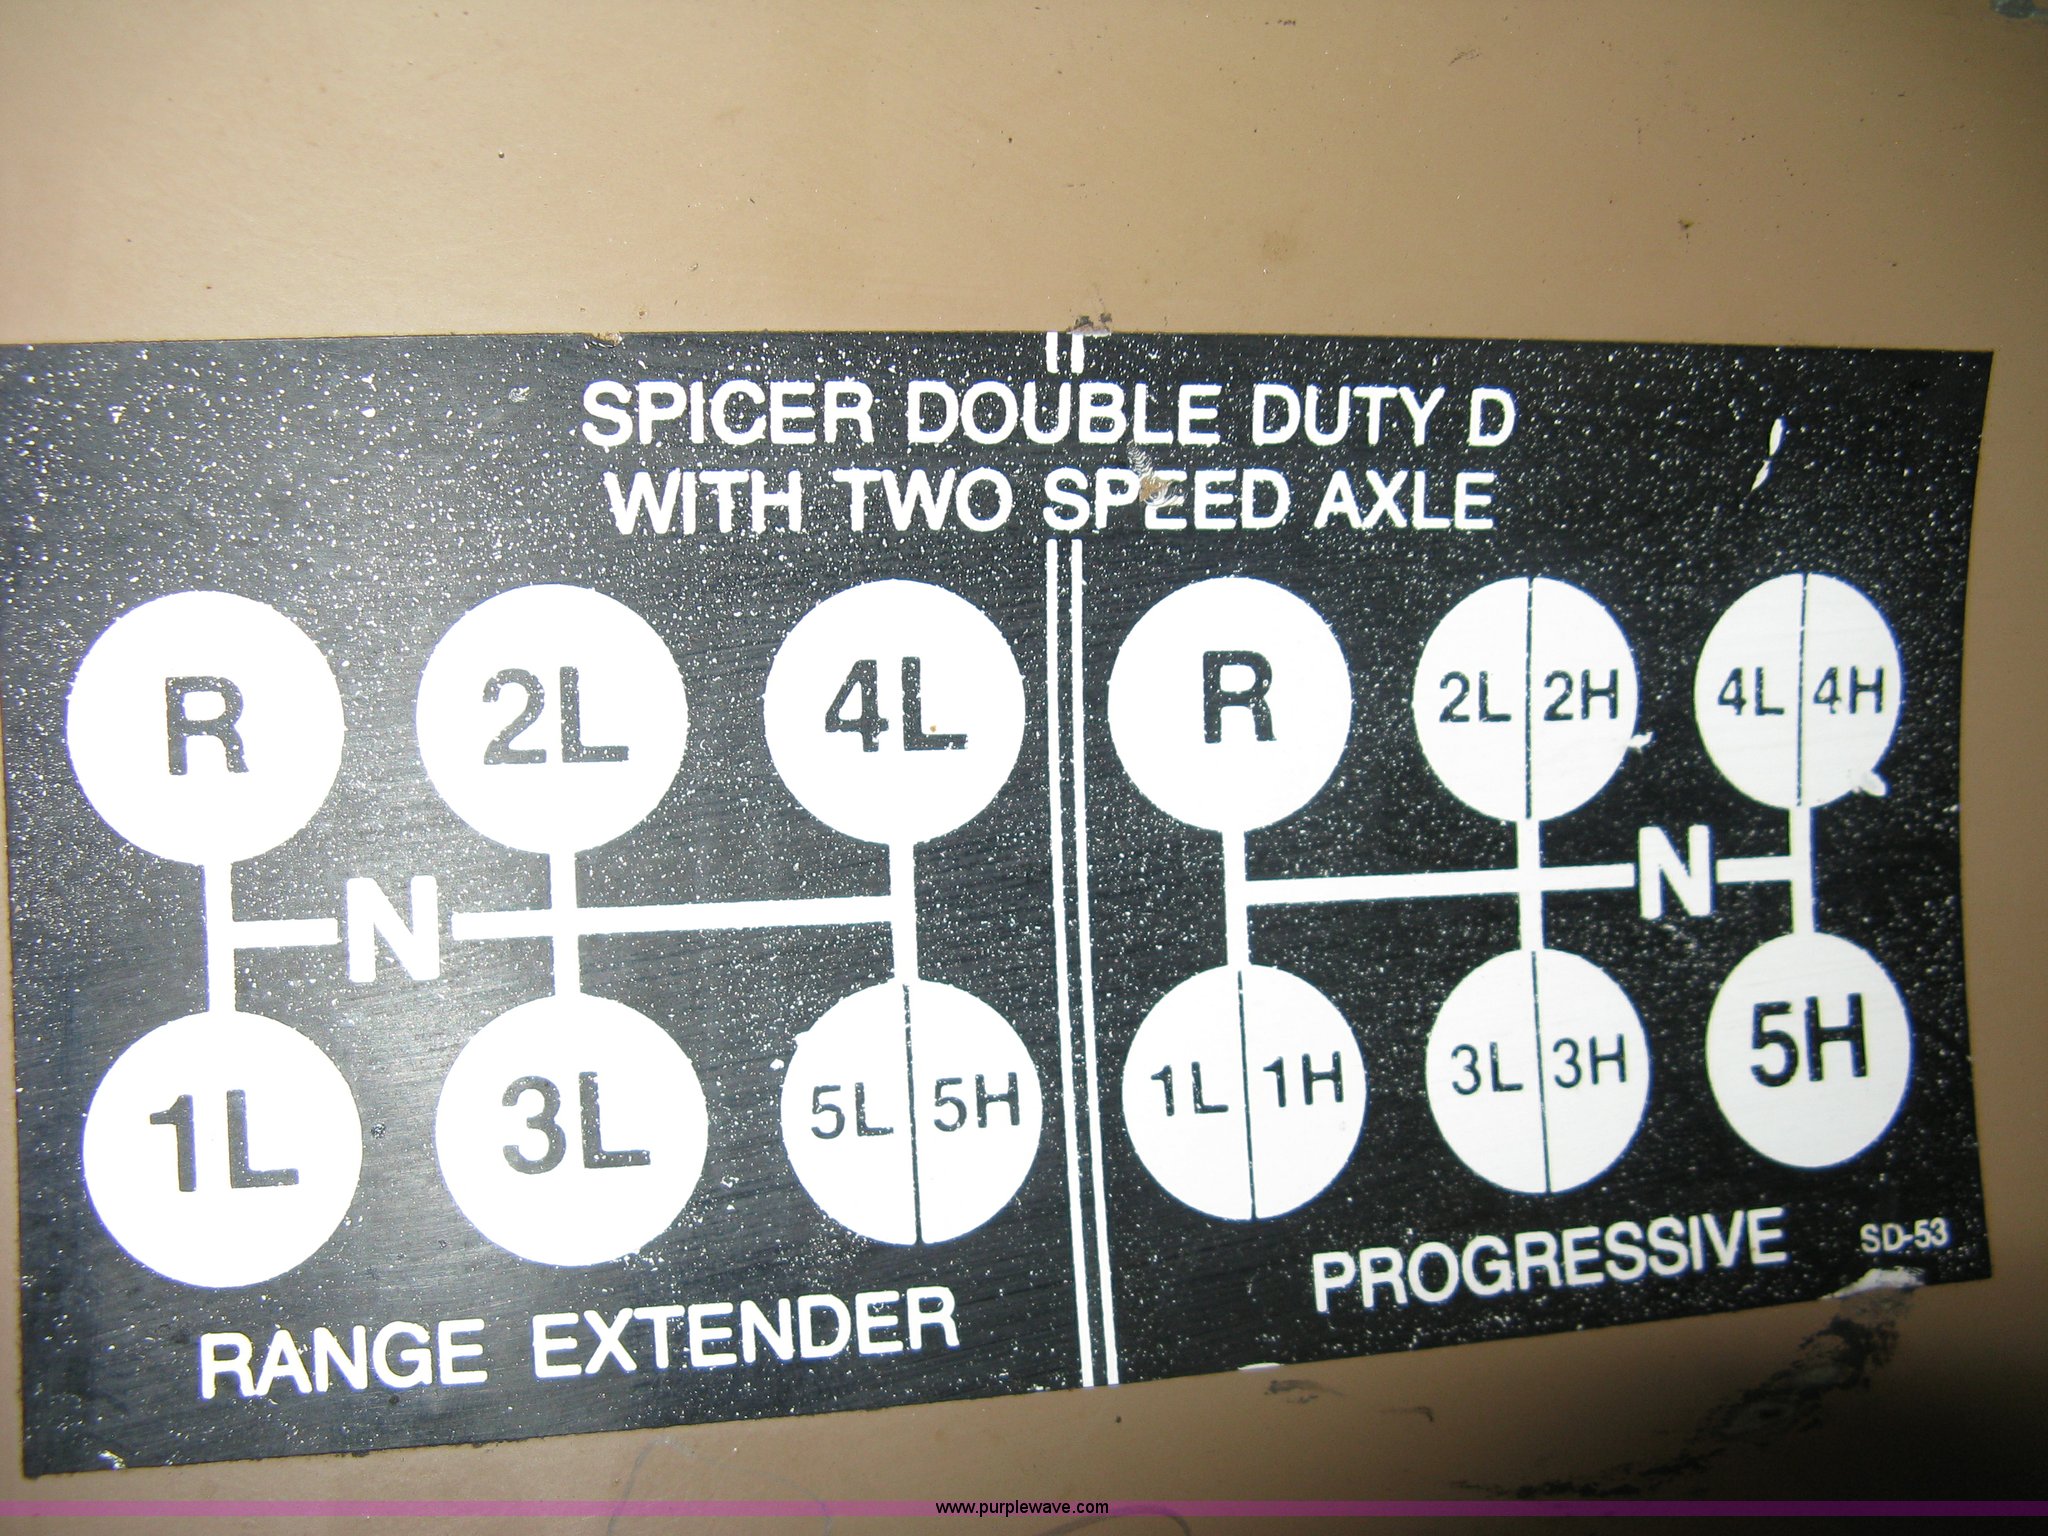 SPICER DOUBLE DUTY D
WITH TWO SPEED AXLE
R 2L 4L
N
1L 3L 5L 5H
RANGE EXTENDER
R 2L 2H 4L 4H
N
1L 1H 3L 3H 5H
PROGRESSIVE
SD-53
www.purplewave.com